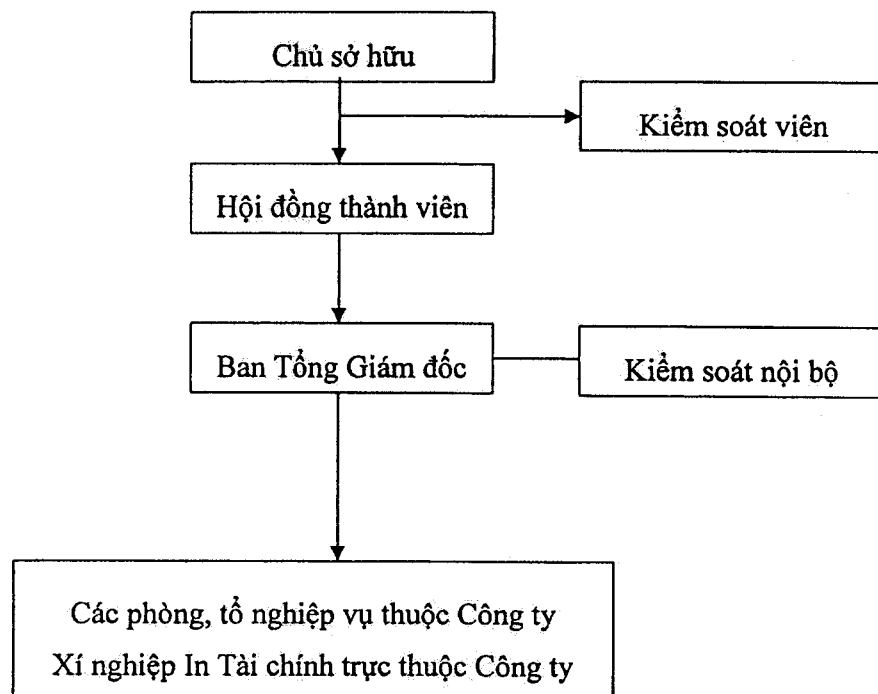 Chủ sở hữu
Kiểm soát viên
Hội đồng thành viên
Ban Tổng Giám đốc
Kiểm soát nội bộ
Các phòng, tổ nghiệp vụ thuộc Công ty
Xí nghiệp In Tài chính trực thuộc Công ty